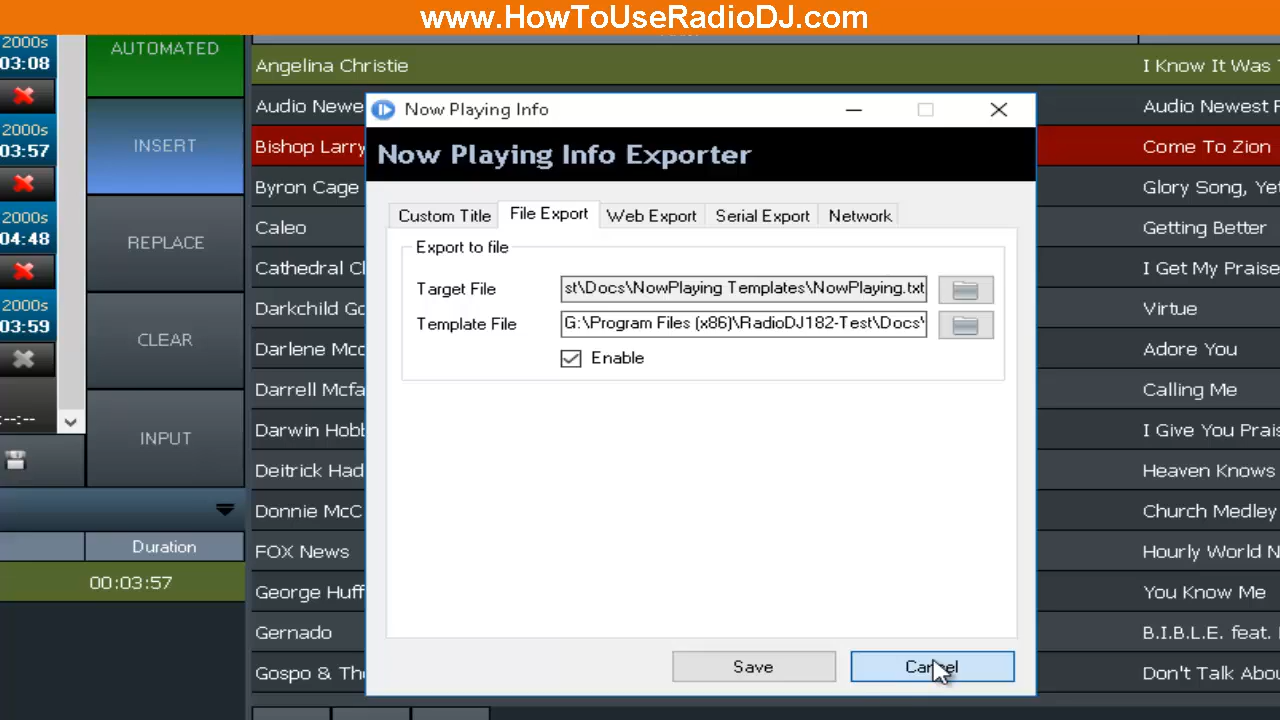 www.HowToUseRadioDJ.com
2000s
03:08
2000s
03:57
2000s
04:48
2000s
03:59
:--:--
AUTOMATED
INSERT
REPLACE
CLEAR
INPUT
Duration
00:03:57
Angelina Christie
I Know It Was
Audio Newe
Audio Newest
Bishop Larry
Come To Zion
Byron Cage
Glory Song, Yet
Caleo
Getting Better
Cathedral
I Get My Praise
Darkchild
Virtue
Darlene
Adore You
Darrell Mcfa
Calling Me
Darwin Hobb
I Give You Prais
Deitrick Had
Heaven Knows
Donnie McC
Church Medley
FOX News
Hourly World N
George Huff
You Know Me
Gernado
B.I.B.L.E. feat.
Gospo & The
Don't Talk Abou
Now Playing Info
Now Playing Info Exporter
Custom Title
File Export
Web Export
Serial Export
Network
Export to file
Target File
st\Docs\NowPlaying Templates\NowPlaying.txt
Template File
G:\Program Files (x86)\RadioDJ182-Test\Docs\
Enable
Save
Cancel